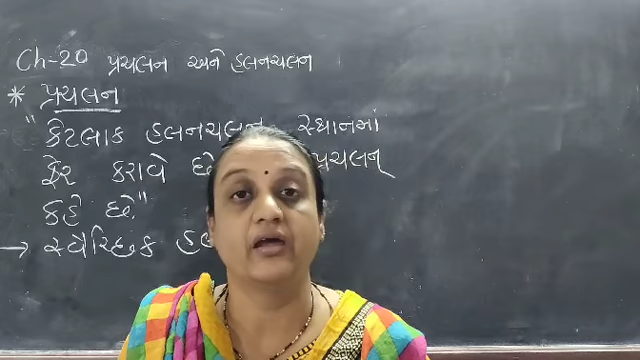 Ch-20 પ્રચલન અને હલનચલન
* પ્રચલન
" કેટલાક હલનચલન સ્થાનમાં
ફેર કરાવે છે પ્રચલન
કહે છે."
→ સ્વૈચ્છિક